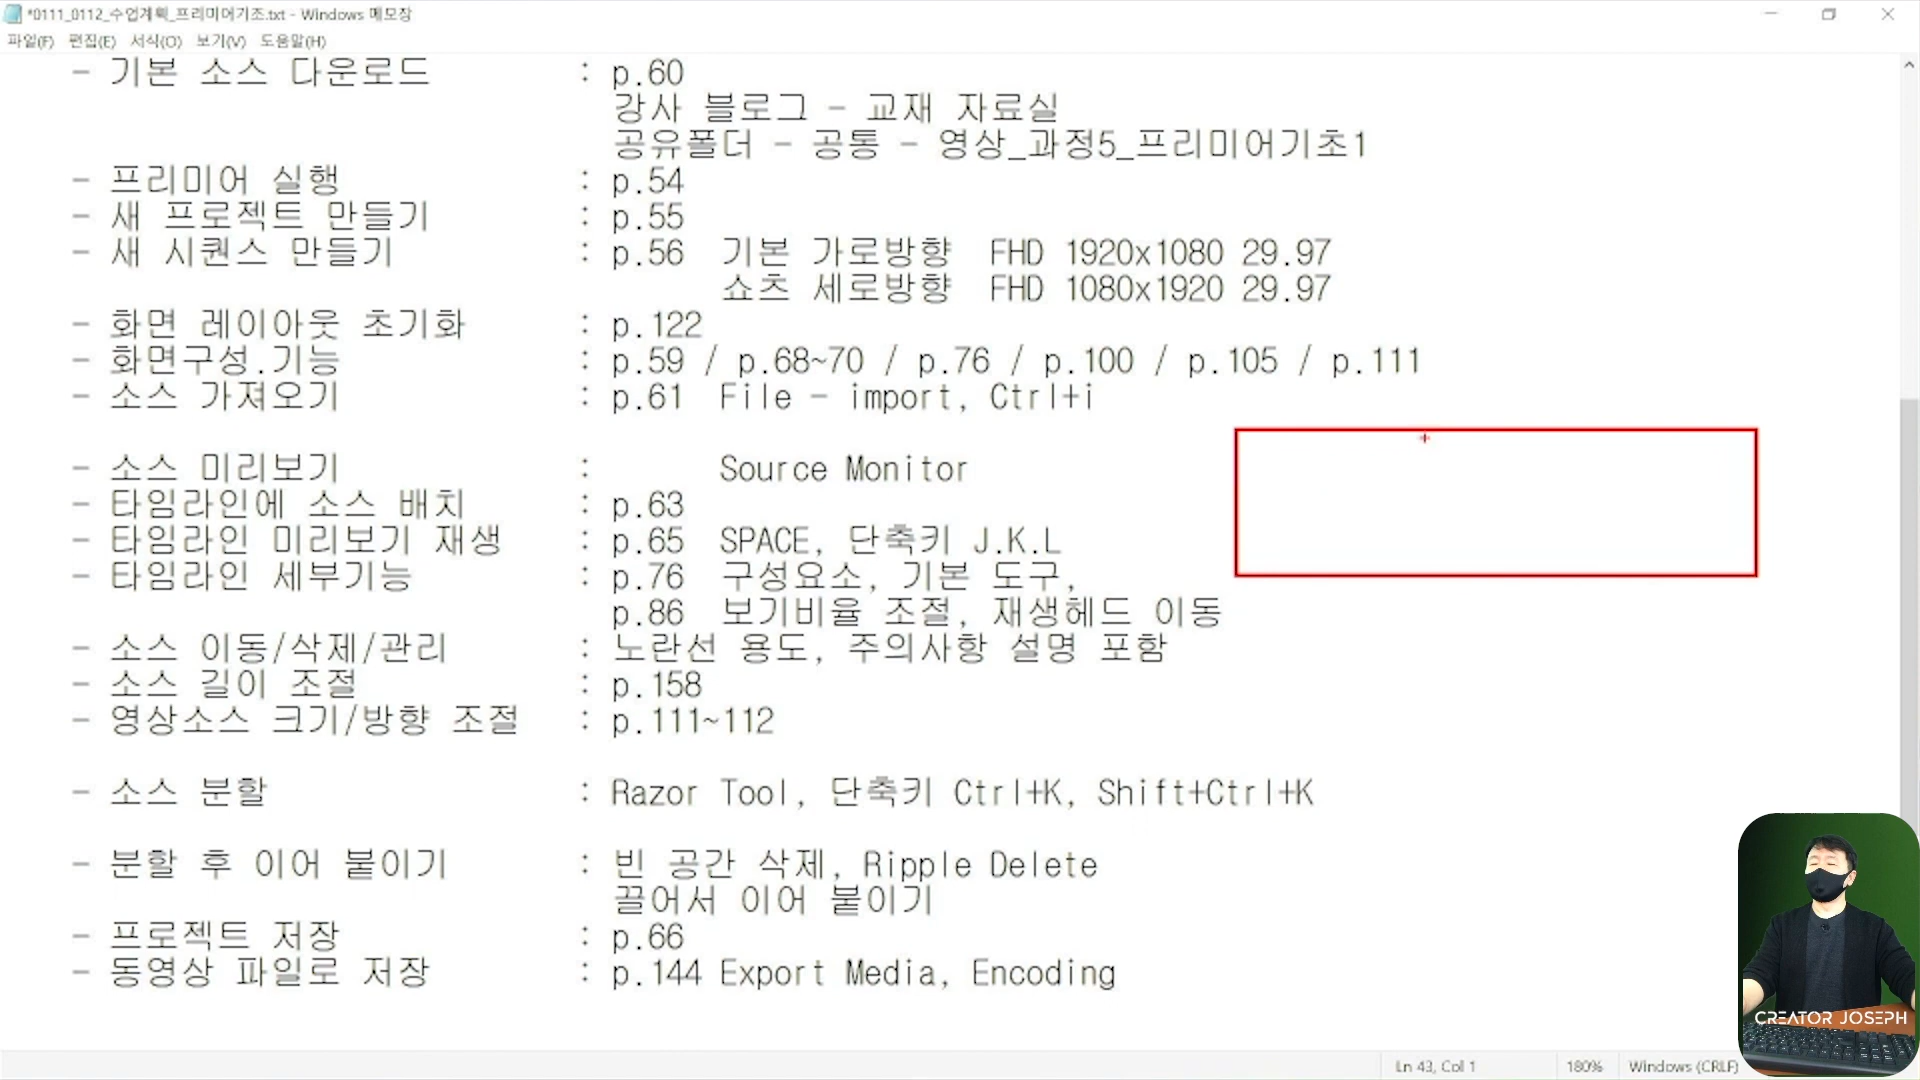 *0111_0112_수업계획_프리미어기초.txt - Windows 메모장
파일(F) 편집(E) 서식(O) 보기(V) 도움말(H)
- 기본 소스 다운로드 : p.60
강사 블로그 - 교재 자료실
공유폴더 - 공통 - 영상_과정5_프리미어기초1
- 프리미어 실행 : p.54
- 새 프로젝트 만들기 : p.55
- 새 시퀀스 만들기 : p.56 기본 가로방향 FHD 1920x1080 29.97
쇼츠 세로방향 FHD 1080x1920 29.97
- 화면 레이아웃 초기화 : p.122
- 화면구성.기능 : p.59 / p.68~70 / p.76 / p.100 / p.105 / p.111
- 소스 가져오기 : p.61 File - import, Ctrl+i
- 소스 미리보기 : Source Monitor
- 타임라인에 소스 배치 : p.63
- 타임라인 미리보기 재생 : p.65 SPACE, 단축키 J.K.L
- 타임라인 세부기능 : p.76 구성요소, 기본 도구,
p.86 보기비율 조절, 재생헤드 이동
- 소스 이동/삭제/관리 : 노란선 용도, 주의사항 설명 포함
- 소스 길이 조절 : p.158
- 영상소스 크기/방향 조절 : p.111~112
- 소스 분할 : Razor Tool, 단축키 Ctrl+K, Shift+Ctrl+K
- 분할 후 이어 붙이기 : 빈 공간 삭제, Ripple Delete
끌어서 이어 붙이기
- 프로젝트 저장 : p.66
- 동영상 파일로 저장 : p.144 Export Media, Encoding
CREATOR JOSEPH
Ln 43, Col 1 180% Windows (CRLF)